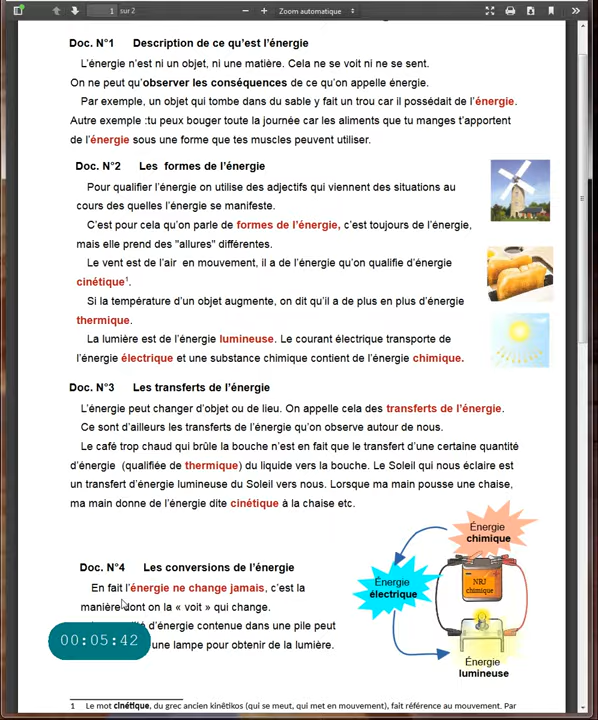 1 sur 2
Zoom automatique
Doc. N°1 Description de ce qu'est l'énergie
L'énergie n'est ni un objet, ni une matière. Cela ne se voit ni ne se sent.
On ne peut qu'observer les conséquences de ce qu'on appelle énergie.
Par exemple, un objet qui tombe dans du sable y fait un trou car il possédait de l'énergie.
Autre exemple :tu peux bouger toute la journée car les aliments que tu manges t'apportent
de l'énergie sous une forme que tes muscles peuvent utiliser.
Doc. N°2 Les formes de l'énergie
Pour qualifier l'énergie on utilise des adjectifs qui viennent des situations au
cours des quelles l'énergie se manifeste.
C'est pour cela qu'on parle de formes de l'énergie, c'est toujours de l'énergie,
mais elle prend des "allures" différentes.
Le vent est de l'air en mouvement, il a de l'énergie qu'on qualifie d'énergie
cinétique1.
Si la température d'un objet augmente, on dit qu'il a de plus en plus d'énergie
thermique.
La lumière est de l'énergie lumineuse. Le courant électrique transporte de
l'énergie électrique et une substance chimique contient de l'énergie chimique.
Doc. N°3 Les transferts de l'énergie
L'énergie peut changer d'objet ou de lieu. On appelle cela des transferts de l'énergie.
Ce sont d'ailleurs les transferts de l'énergie qu'on observe autour de nous.
Le café trop chaud qui brûle la bouche n'est en fait que le transfert d'une certaine quantité
d'énergie (qualifiée de thermique) du liquide vers la bouche. Le Soleil qui nous éclaire est
un transfert d'énergie lumineuse du Soleil vers nous. Lorsque ma main pousse une chaise,
ma main donne de l'énergie dite cinétique à la chaise etc.
Doc. N°4 Les conversions de l'énergie
En fait l'énergie ne change jamais, c'est la
manière dont on la « voit » qui change.
d'énergie contenue dans une pile peut
une lampe pour obtenir de la lumière.
00:05:42
Énergie
chimique
Énergie
électrique
NRJ
chimique
Énergie
lumineuse
1 Le mot cinétique, du grec ancien kinêtikos (qui se meut, qui met en mouvement), fait référence au mouvement. Par